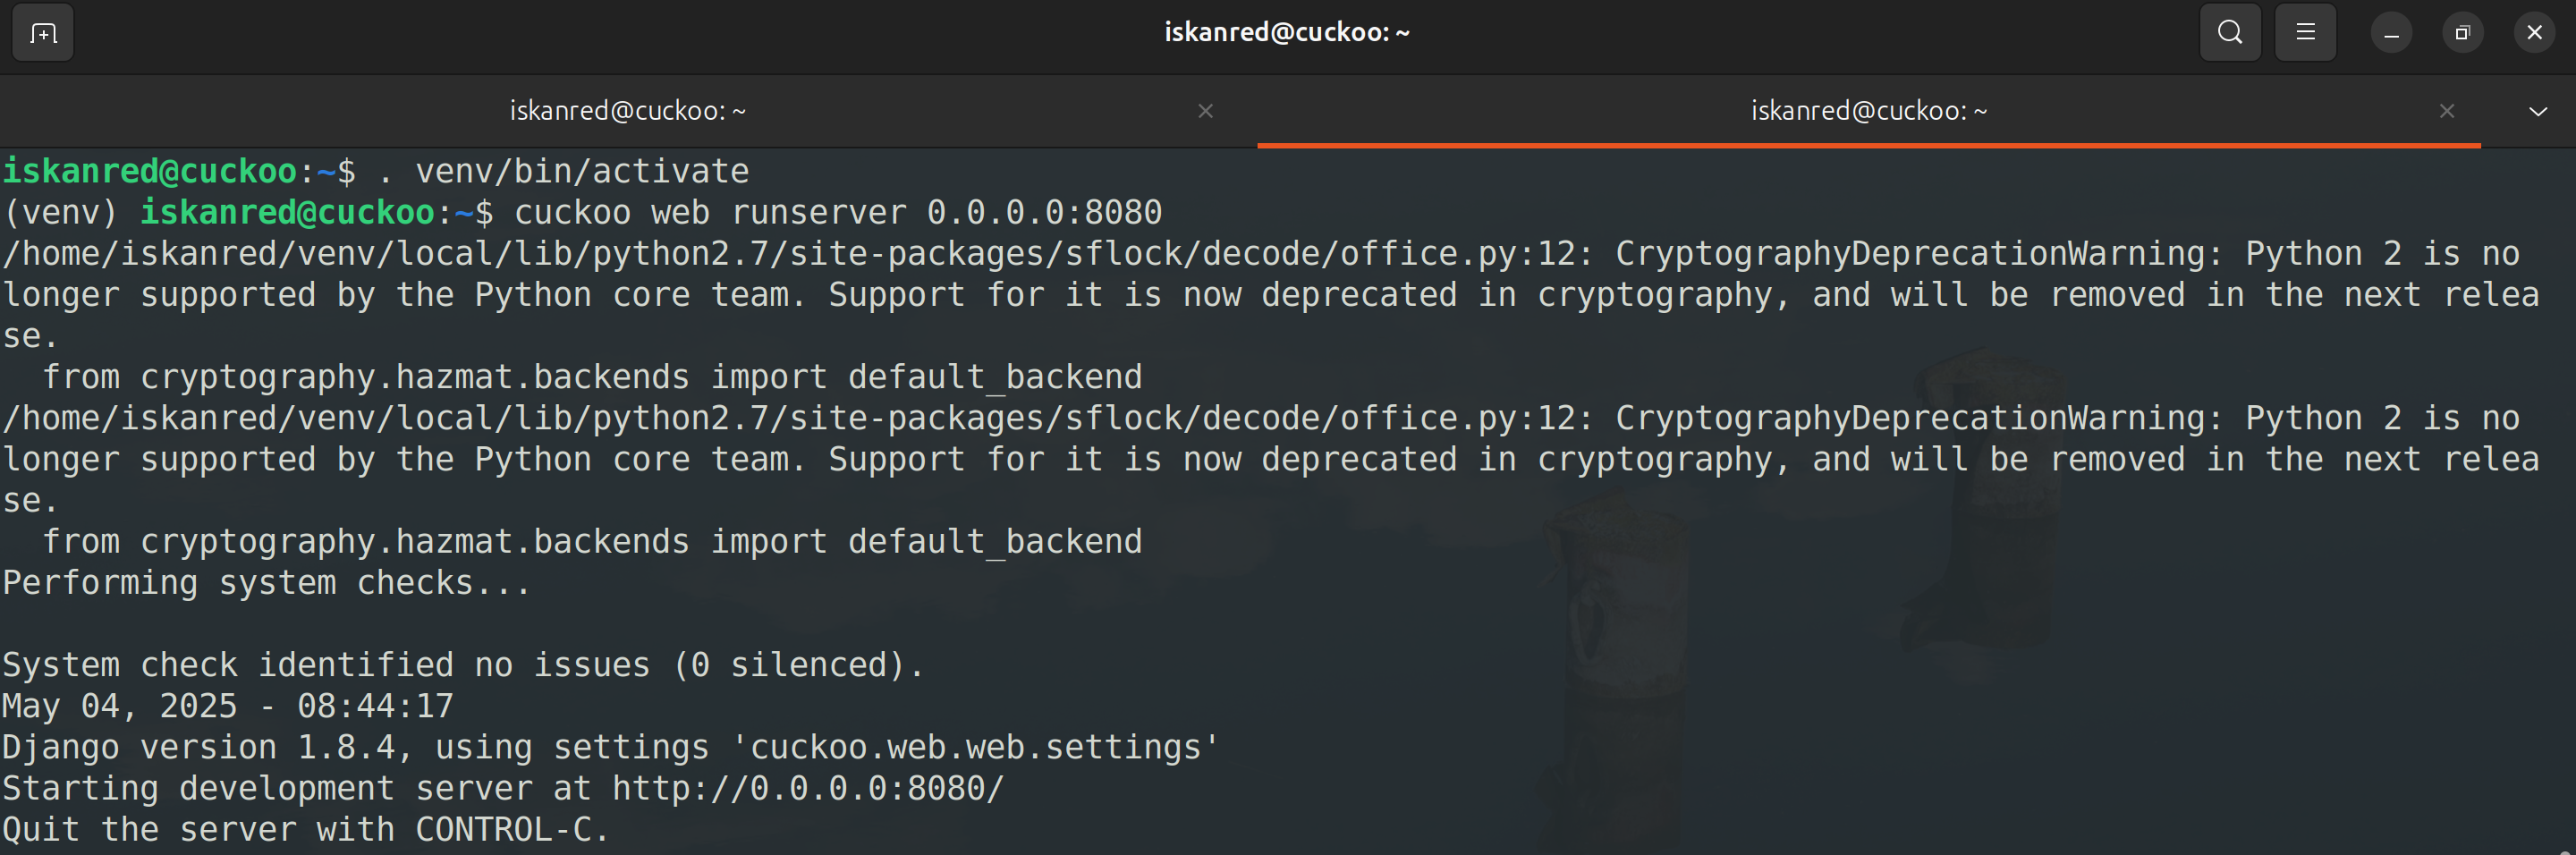 iskanred@cuckoo: ~
iskanred@cuckoo: ~
iskanred@cuckoo: ~
iskanred@cuckoo:~$ . venv/bin/activate
(venv) iskanred@cuckoo:~$ cuckoo web runserver 0.0.0.0:8080
/home/iskanred/venv/local/lib/python2.7/site-packages/sflock/decode/office.py:12: CryptographyDeprecationWarning: Python 2 is no
longer supported by the Python core team. Support for it is now deprecated in cryptography, and will be removed in the next relea
se.
  from cryptography.hazmat.backends import default_backend
/home/iskanred/venv/local/lib/python2.7/site-packages/sflock/decode/office.py:12: CryptographyDeprecationWarning: Python 2 is no
longer supported by the Python core team. Support for it is now deprecated in cryptography, and will be removed in the next relea
se.
  from cryptography.hazmat.backends import default_backend
Performing system checks...

System check identified no issues (0 silenced).
May 04, 2025 - 08:44:17
Django version 1.8.4, using settings 'cuckoo.web.web.settings'
Starting development server at http://0.0.0.0:8080/
Quit the server with CONTROL-C.